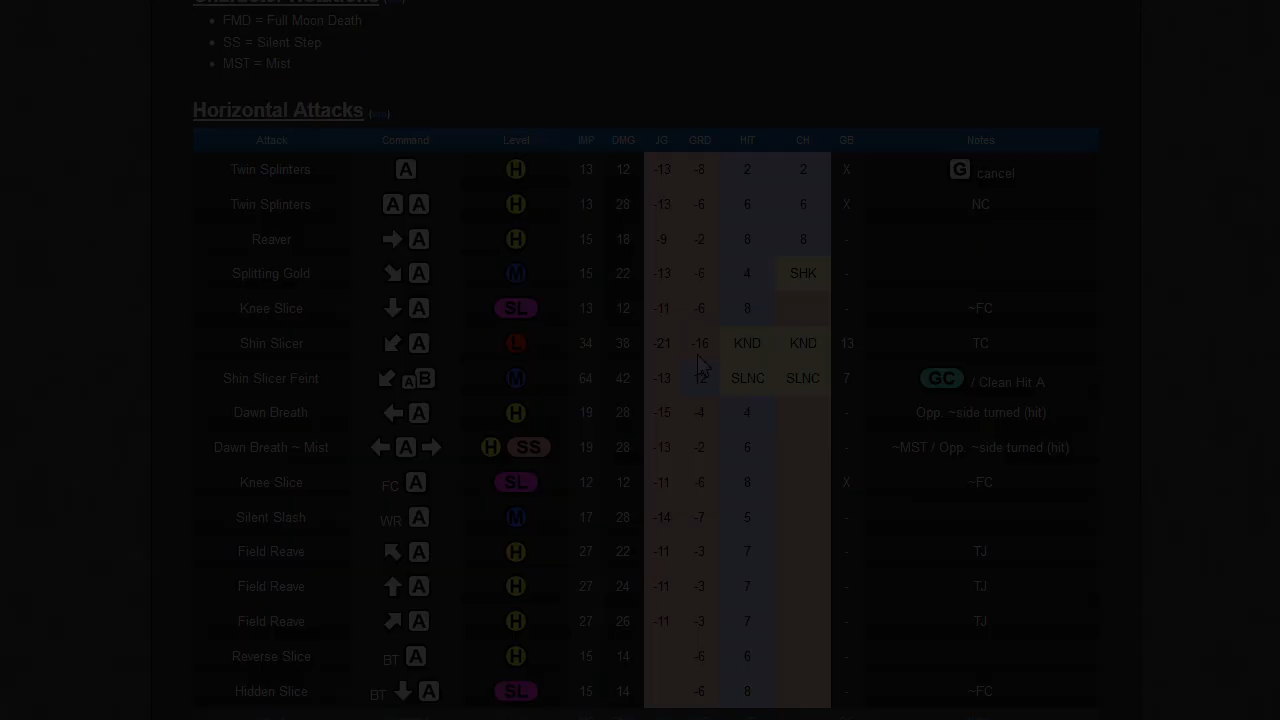 FMD = Full Moon Death
SS = Silent Step
MST = Mist
Horizontal Attacks
Attack Command Level IMP DMG JG GRD HIT CH GB Notes
Twin Splinters A H 13 12 -13 -8 2 2 X G cancel
Twin Splinters A A H 13 28 -13 -6 6 6 X NC
Reaver A H 15 18 -9 -2 8 8 -
Splitting Gold A M 15 22 -13 -6 4 SHK -
Knee Slice A SL 13 12 -11 -6 8 - ~FC
Shin Slicer A L 34 38 -21 -16 KND KND 13 TC
Shin Slicer Feint A B M 64 42 -13 12 SLNC SLNC 7 GC / Clean Hit A
Dawn Breath A H 19 28 -15 -4 4 - Opp. ~side turned (hit)
Dawn Breath ~ Mist A H SS 19 28 -13 -2 6 - ~MST / Opp. ~side turned (hit)
Knee Slice FC A SL 12 12 -11 -6 8 X ~FC
Silent Slash WR A M 17 28 -14 -7 5 -
Field Reave A H 27 22 -11 -3 7 - TJ
Field Reave A H 27 24 -11 -3 7 - TJ
Field Reave A H 27 26 -11 -3 7 - TJ
Reverse Slice BT A H 15 14 -6 6 -
Hidden Slice BT A SL 15 14 -6 8 - ~FC